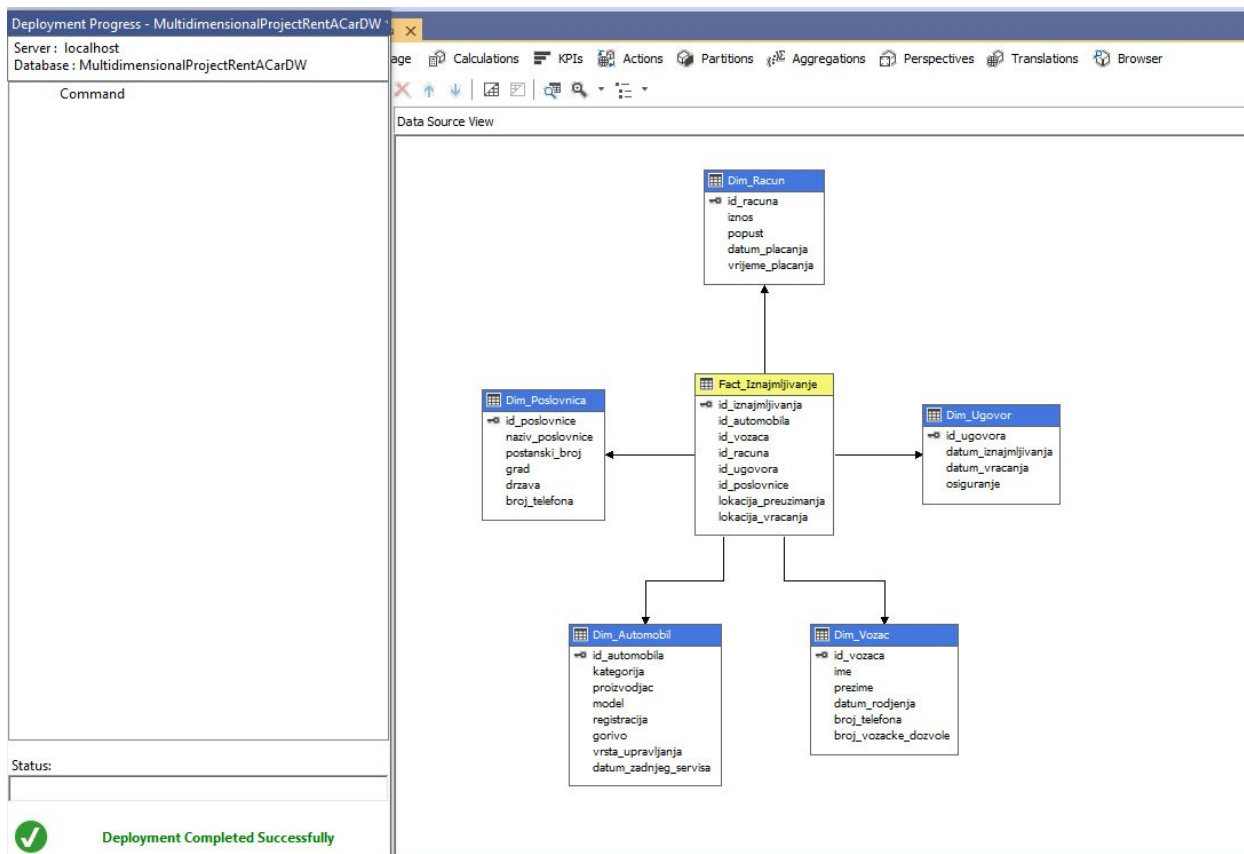 Deployment Progress - MultidimensionalProjectRentACarDW
Server : localhost
Database : MultidimensionalProjectRentACarDW
Command
Status:
Deployment Completed Successfully
age Calculations KPIs Actions Partitions Aggregations Perspectives Translations Browser
Data Source View
Dim_Racun
id_racuna
iznos
popust
datum_placanja
vrijeme_placanja
Fact_Iznajmljivanje
id_iznajmljivanja
id_automobila
id_vozaca
id_racuna
id_ugovora
id_poslovnice
lokacija_preuzimanja
lokacija_vracanja
Dim_Poslovnica
id_poslovnice
naziv_poslovnice
postanski_broj
grad
drzava
broj_telefona
Dim_Ugovor
id_ugovora
datum_iznajmljivanja
datum_vracanja
osiguranje
Dim_Automobil
id_automobila
kategorija
proizvodjac
model
registracija
gorivo
vrsta_upravljanja
datum_zadnjeg_servisa
Dim_Vozac
id_vozaca
ime
prezime
datum_rodjenja
broj_telefona
broj_vozacke_dozvole